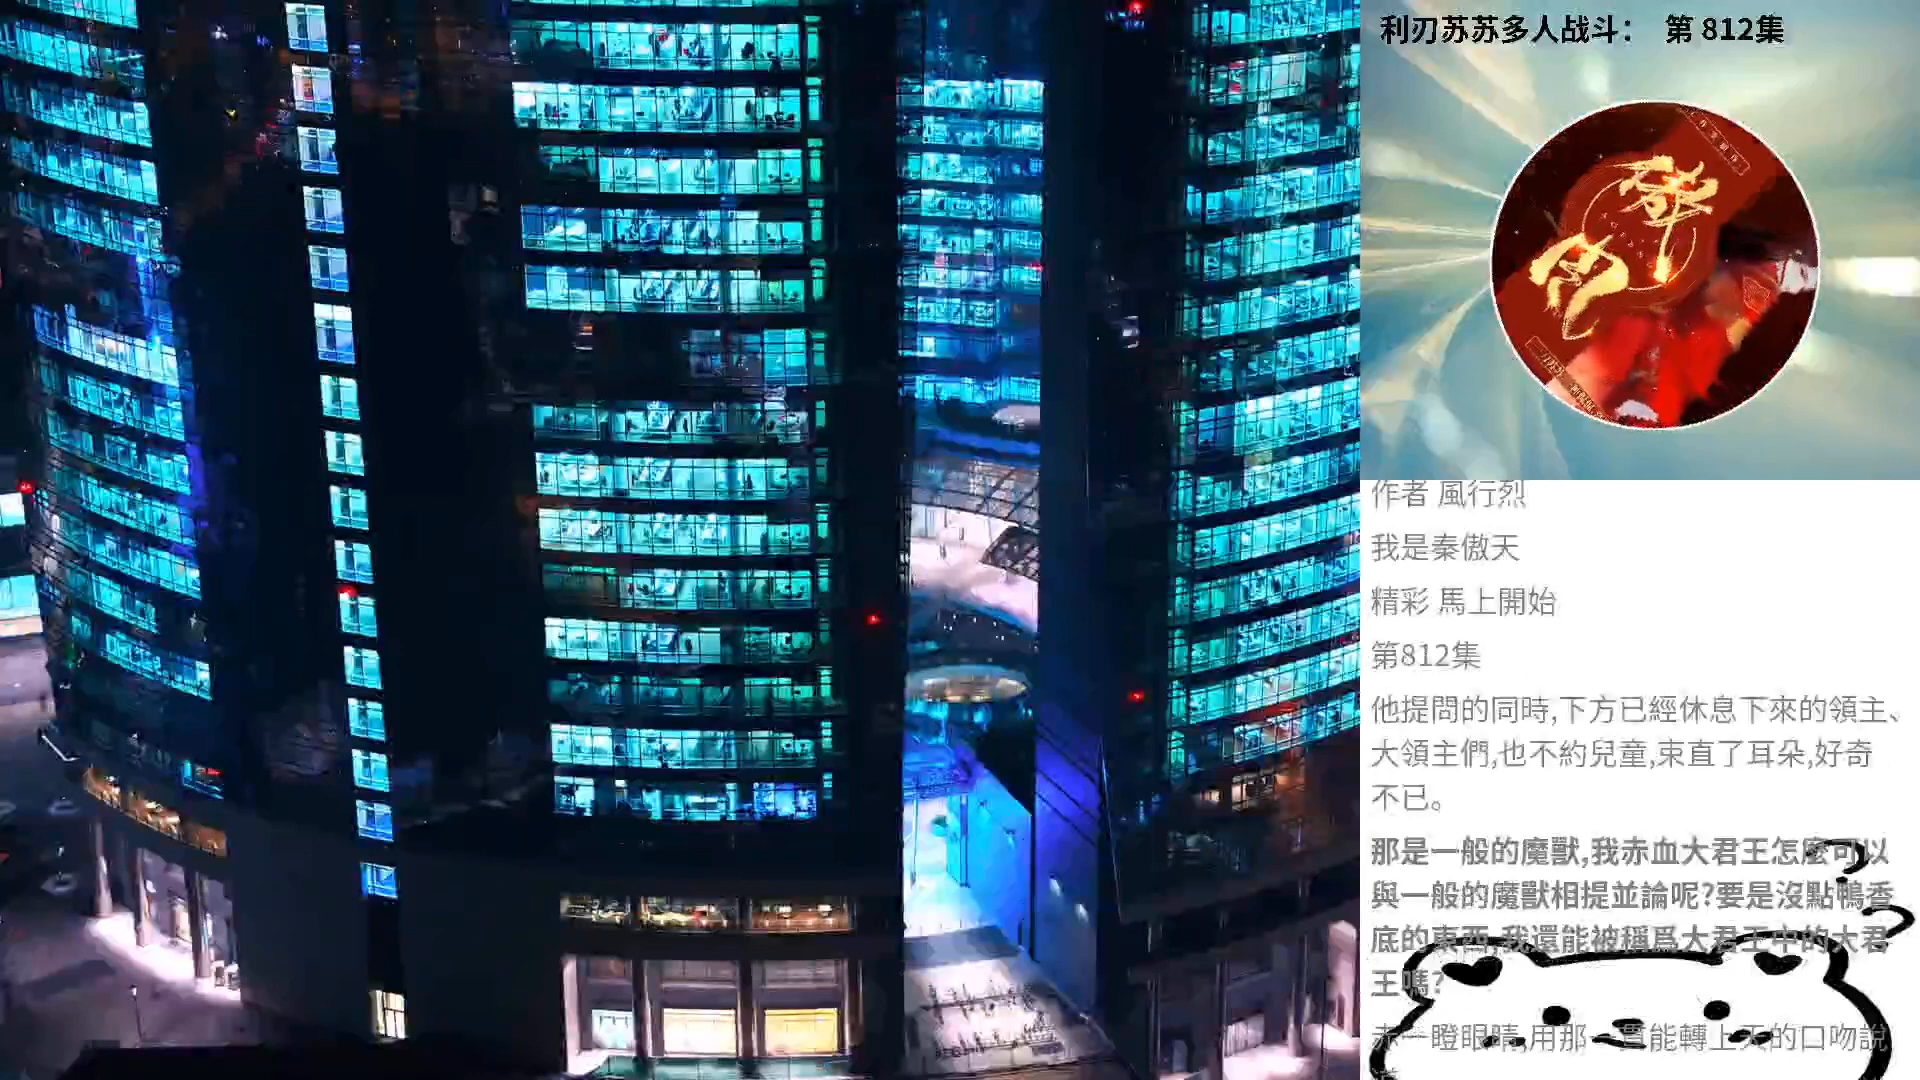 利刃苏苏多人战斗： 第 812集
作者 風行烈
我是秦傲天
精彩 馬上開始
第812集
他提問的同時,下方已經休息下來的領主、
大領主們,也不約兒童,束直了耳朵,好奇
不已。
那是一般的魔獸,我赤血大君王怎麼可以
與一般的魔獸相提並論呢?要是沒點鴨香
底的東西,我還能被稱爲大君王中的大君
王嗎?
赤一瞪眼睛,用那一貫能轉上天的口吻說